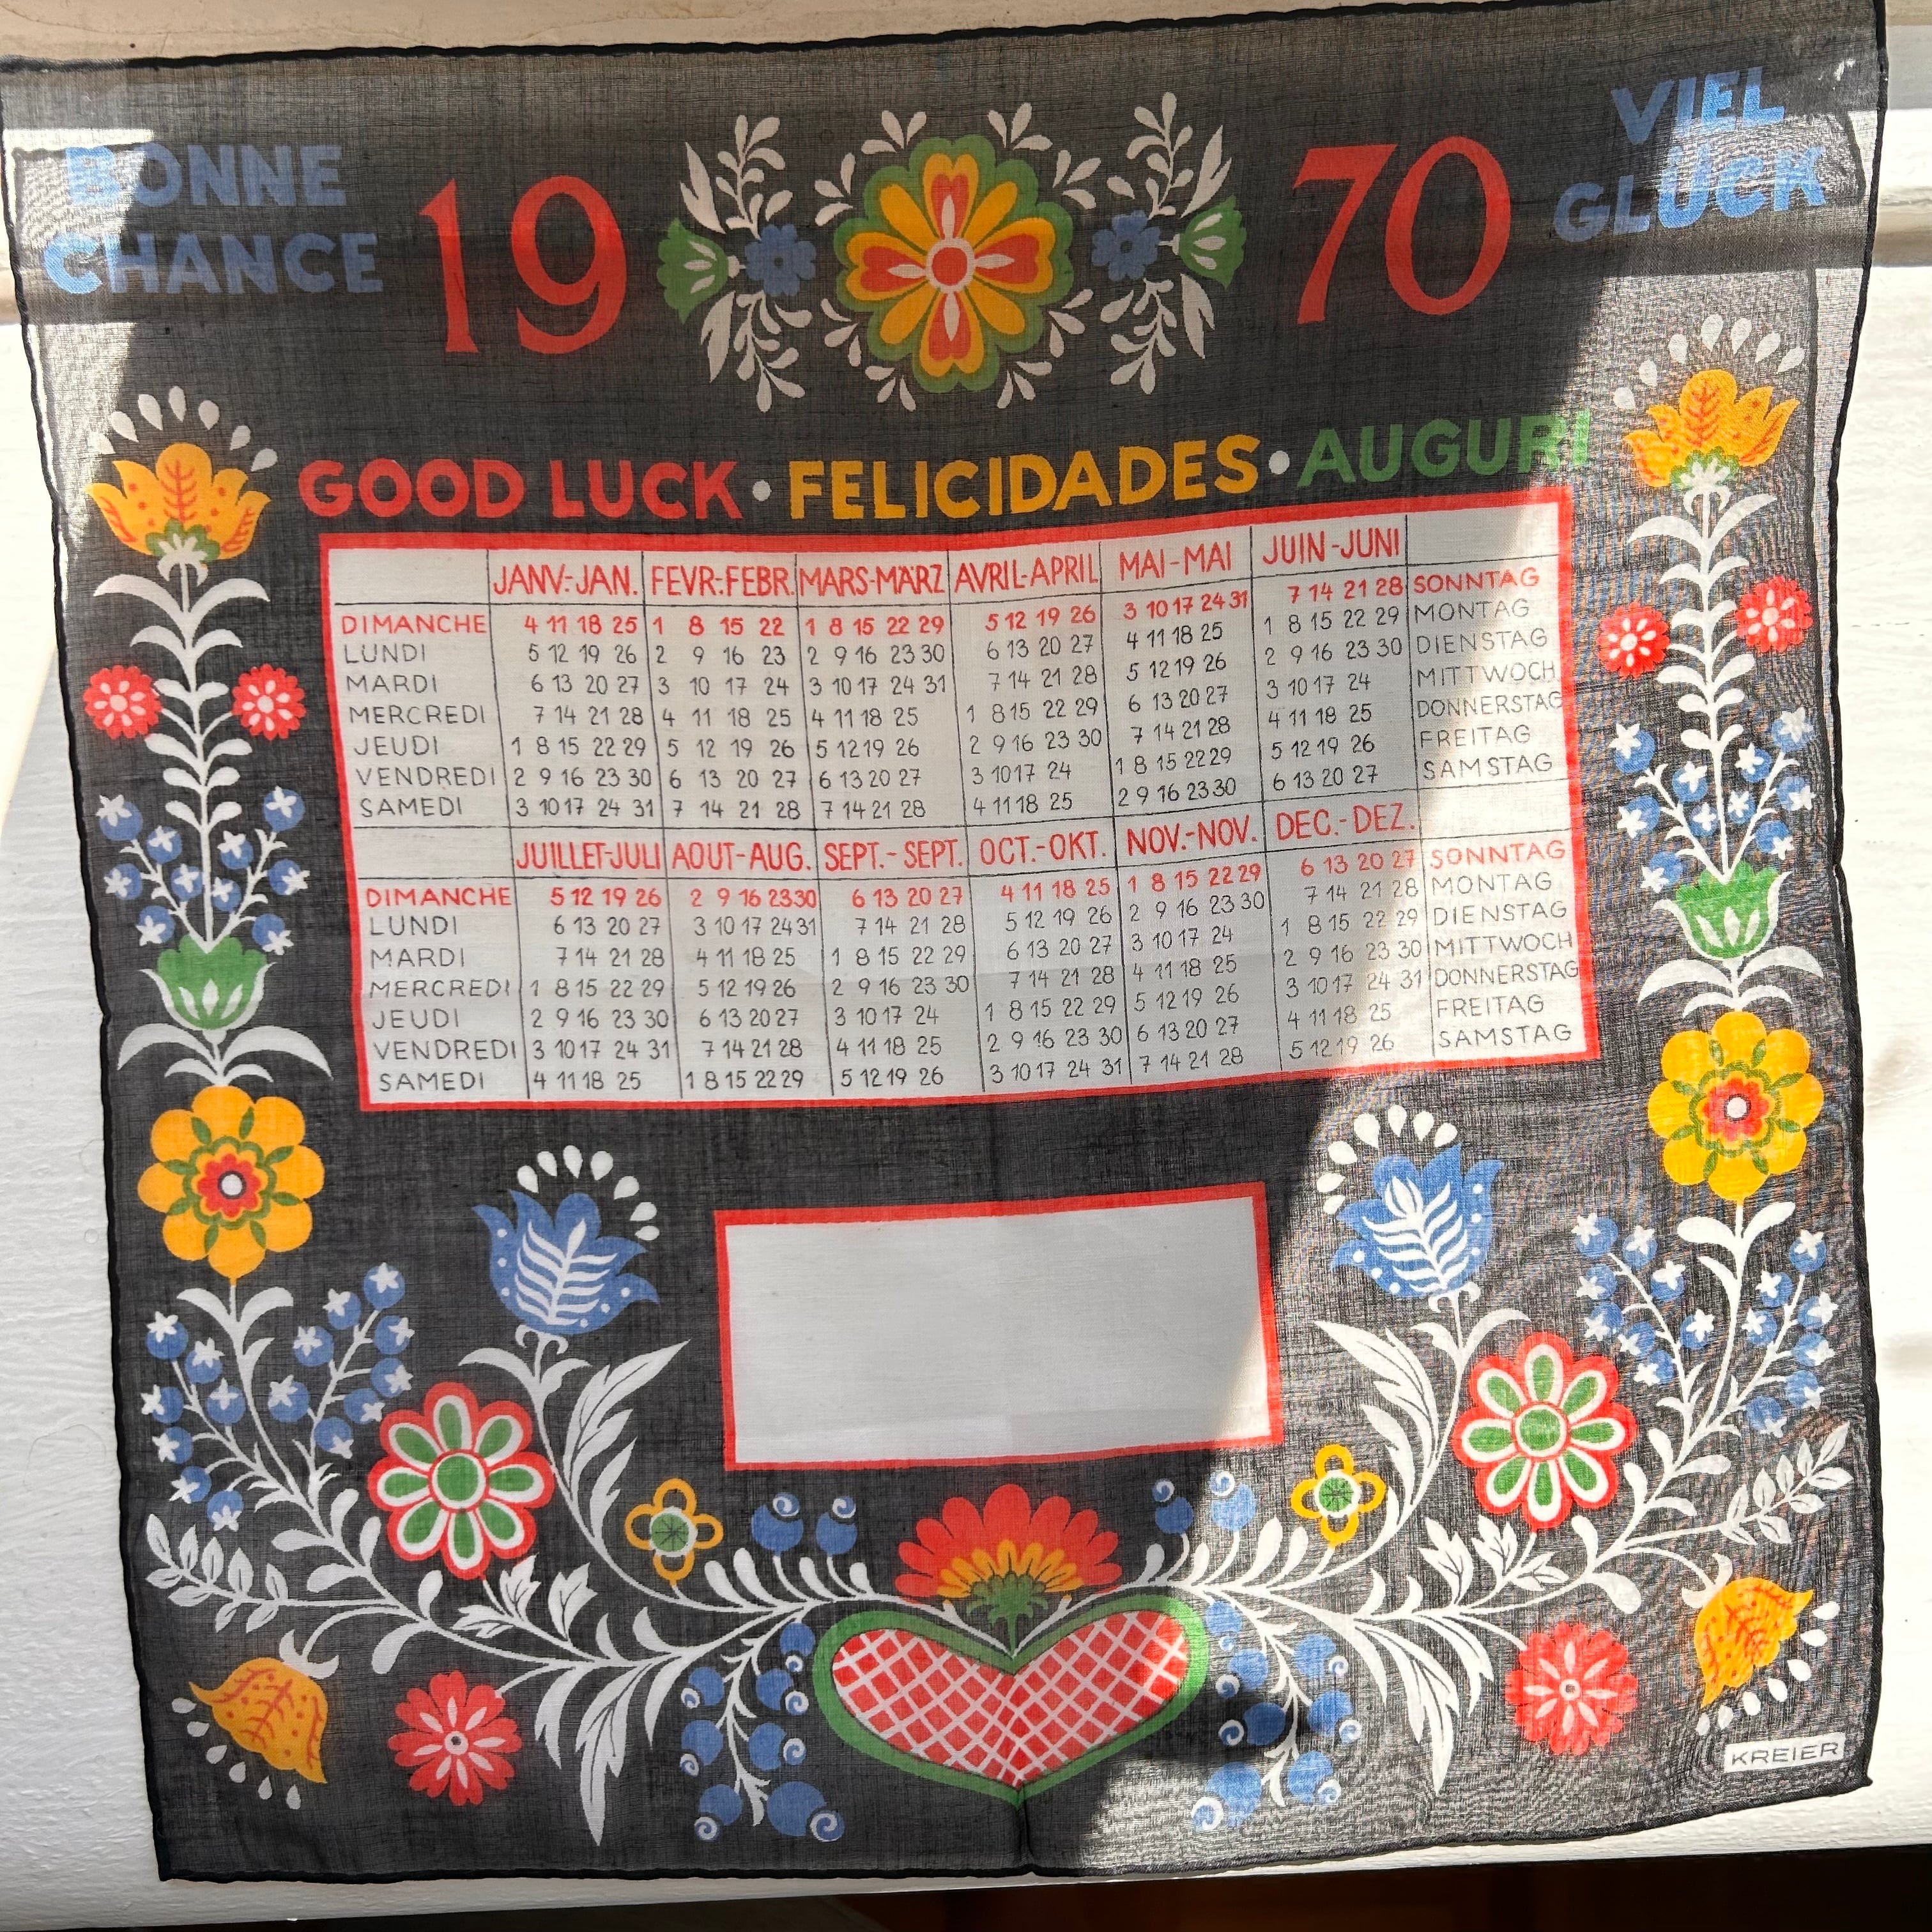 BONNE
CHANCE
19 70
VIEL
GLÜCK
GOOD LUCK • FELICIDADES • AUGURI
JANV.-JAN. FEVR-FEBR. MARS-MÄRZ AVRIL-APRIL MAI-MAI JUIN-JUNI
DIMANCHE 4 11 18 25 1 8 15 22 1 8 15 22 29 5 12 19 26 3 10 17 24 31 7 14 21 28 SONNTAG
LUNDI 5 12 19 26 2 9 16 23 2 9 16 23 30 6 13 20 27 4 11 18 25 1 8 15 22 29 MONTAG
MARDI 6 13 20 27 3 10 17 24 3 10 17 24 31 7 14 21 28 5 12 19 26 2 9 16 23 30 DIENSTAG
MERCREDI 7 14 21 28 4 11 18 25 4 11 18 25 1 8 15 22 29 6 13 20 27 3 10 17 24 MITTWOCH
JEUDI 1 8 15 22 29 5 12 19 26 5 12 19 26 2 9 16 23 30 7 14 21 28 4 11 18 25 DONNERSTAG
VENDREDI 2 9 16 23 30 6 13 20 27 6 13 20 27 3 10 17 24 1 8 15 22 29 5 12 19 26 FREITAG
SAMEDI 3 10 17 24 31 7 14 21 28 7 14 21 28 4 11 18 25 2 9 16 23 30 6 13 20 27 SAMSTAG
JUILLET-JULI AOUT-AUG. SEPT.-SEPT. OCT.-OKT. NOV.-NOV. DEC.-DEZ.
DIMANCHE 5 12 19 26 2 9 16 23 30 6 13 20 27 4 11 18 25 1 8 15 22 29 6 13 20 27 SONNTAG
LUNDI 6 13 20 27 3 10 17 24 31 7 14 21 28 5 12 19 26 2 9 16 23 30 7 14 21 28 MONTAG
MARDI 7 14 21 28 4 11 18 25 1 8 15 22 29 6 13 20 27 3 10 17 24 1 8 15 22 29 DIENSTAG
MERCREDI 1 8 15 22 29 5 12 19 26 2 9 16 23 30 7 14 21 28 4 11 18 25 2 9 16 23 30 MITTWOCH
JEUDI 2 9 16 23 30 6 13 20 27 3 10 17 24 1 8 15 22 29 5 12 19 26 3 10 17 24 31 DONNERSTAG
VENDREDI 3 10 17 24 31 7 14 21 28 4 11 18 25 2 9 16 23 30 6 13 20 27 4 11 18 25 FREITAG
SAMEDI 4 11 18 25 1 8 15 22 29 5 12 19 26 3 10 17 24 31 7 14 21 28 5 12 19 26 SAMSTAG
KREIER